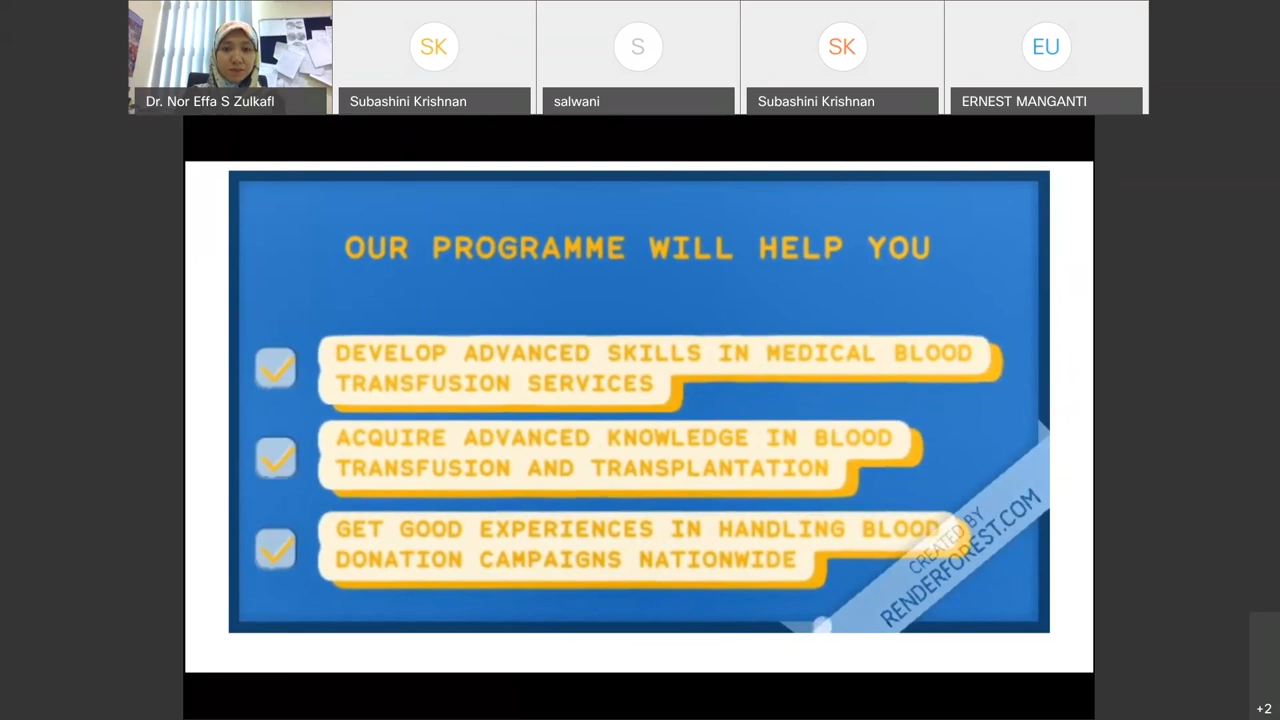 SK
S
SK
EU
Dr. Nor Effa S Zulkafl
Subashini Krishnan
salwani
Subashini Krishnan
ERNEST MANGANTI
OUR PROGRAMME WILL HELP YOU
DEVELOP ADVANCED SKILLS IN MEDICAL BLOOD
TRANSFUSION SERVICES
ACQUIRE ADVANCED KNOWLEDGE IN BLOOD
TRANSFUSION AND TRANSPLANTATION
GET GOOD EXPERIENCES IN HANDLING BLOOD
DONATION CAMPAIGNS NATIONWIDE
CREATED BY
RENDERFOREST.COM
+2